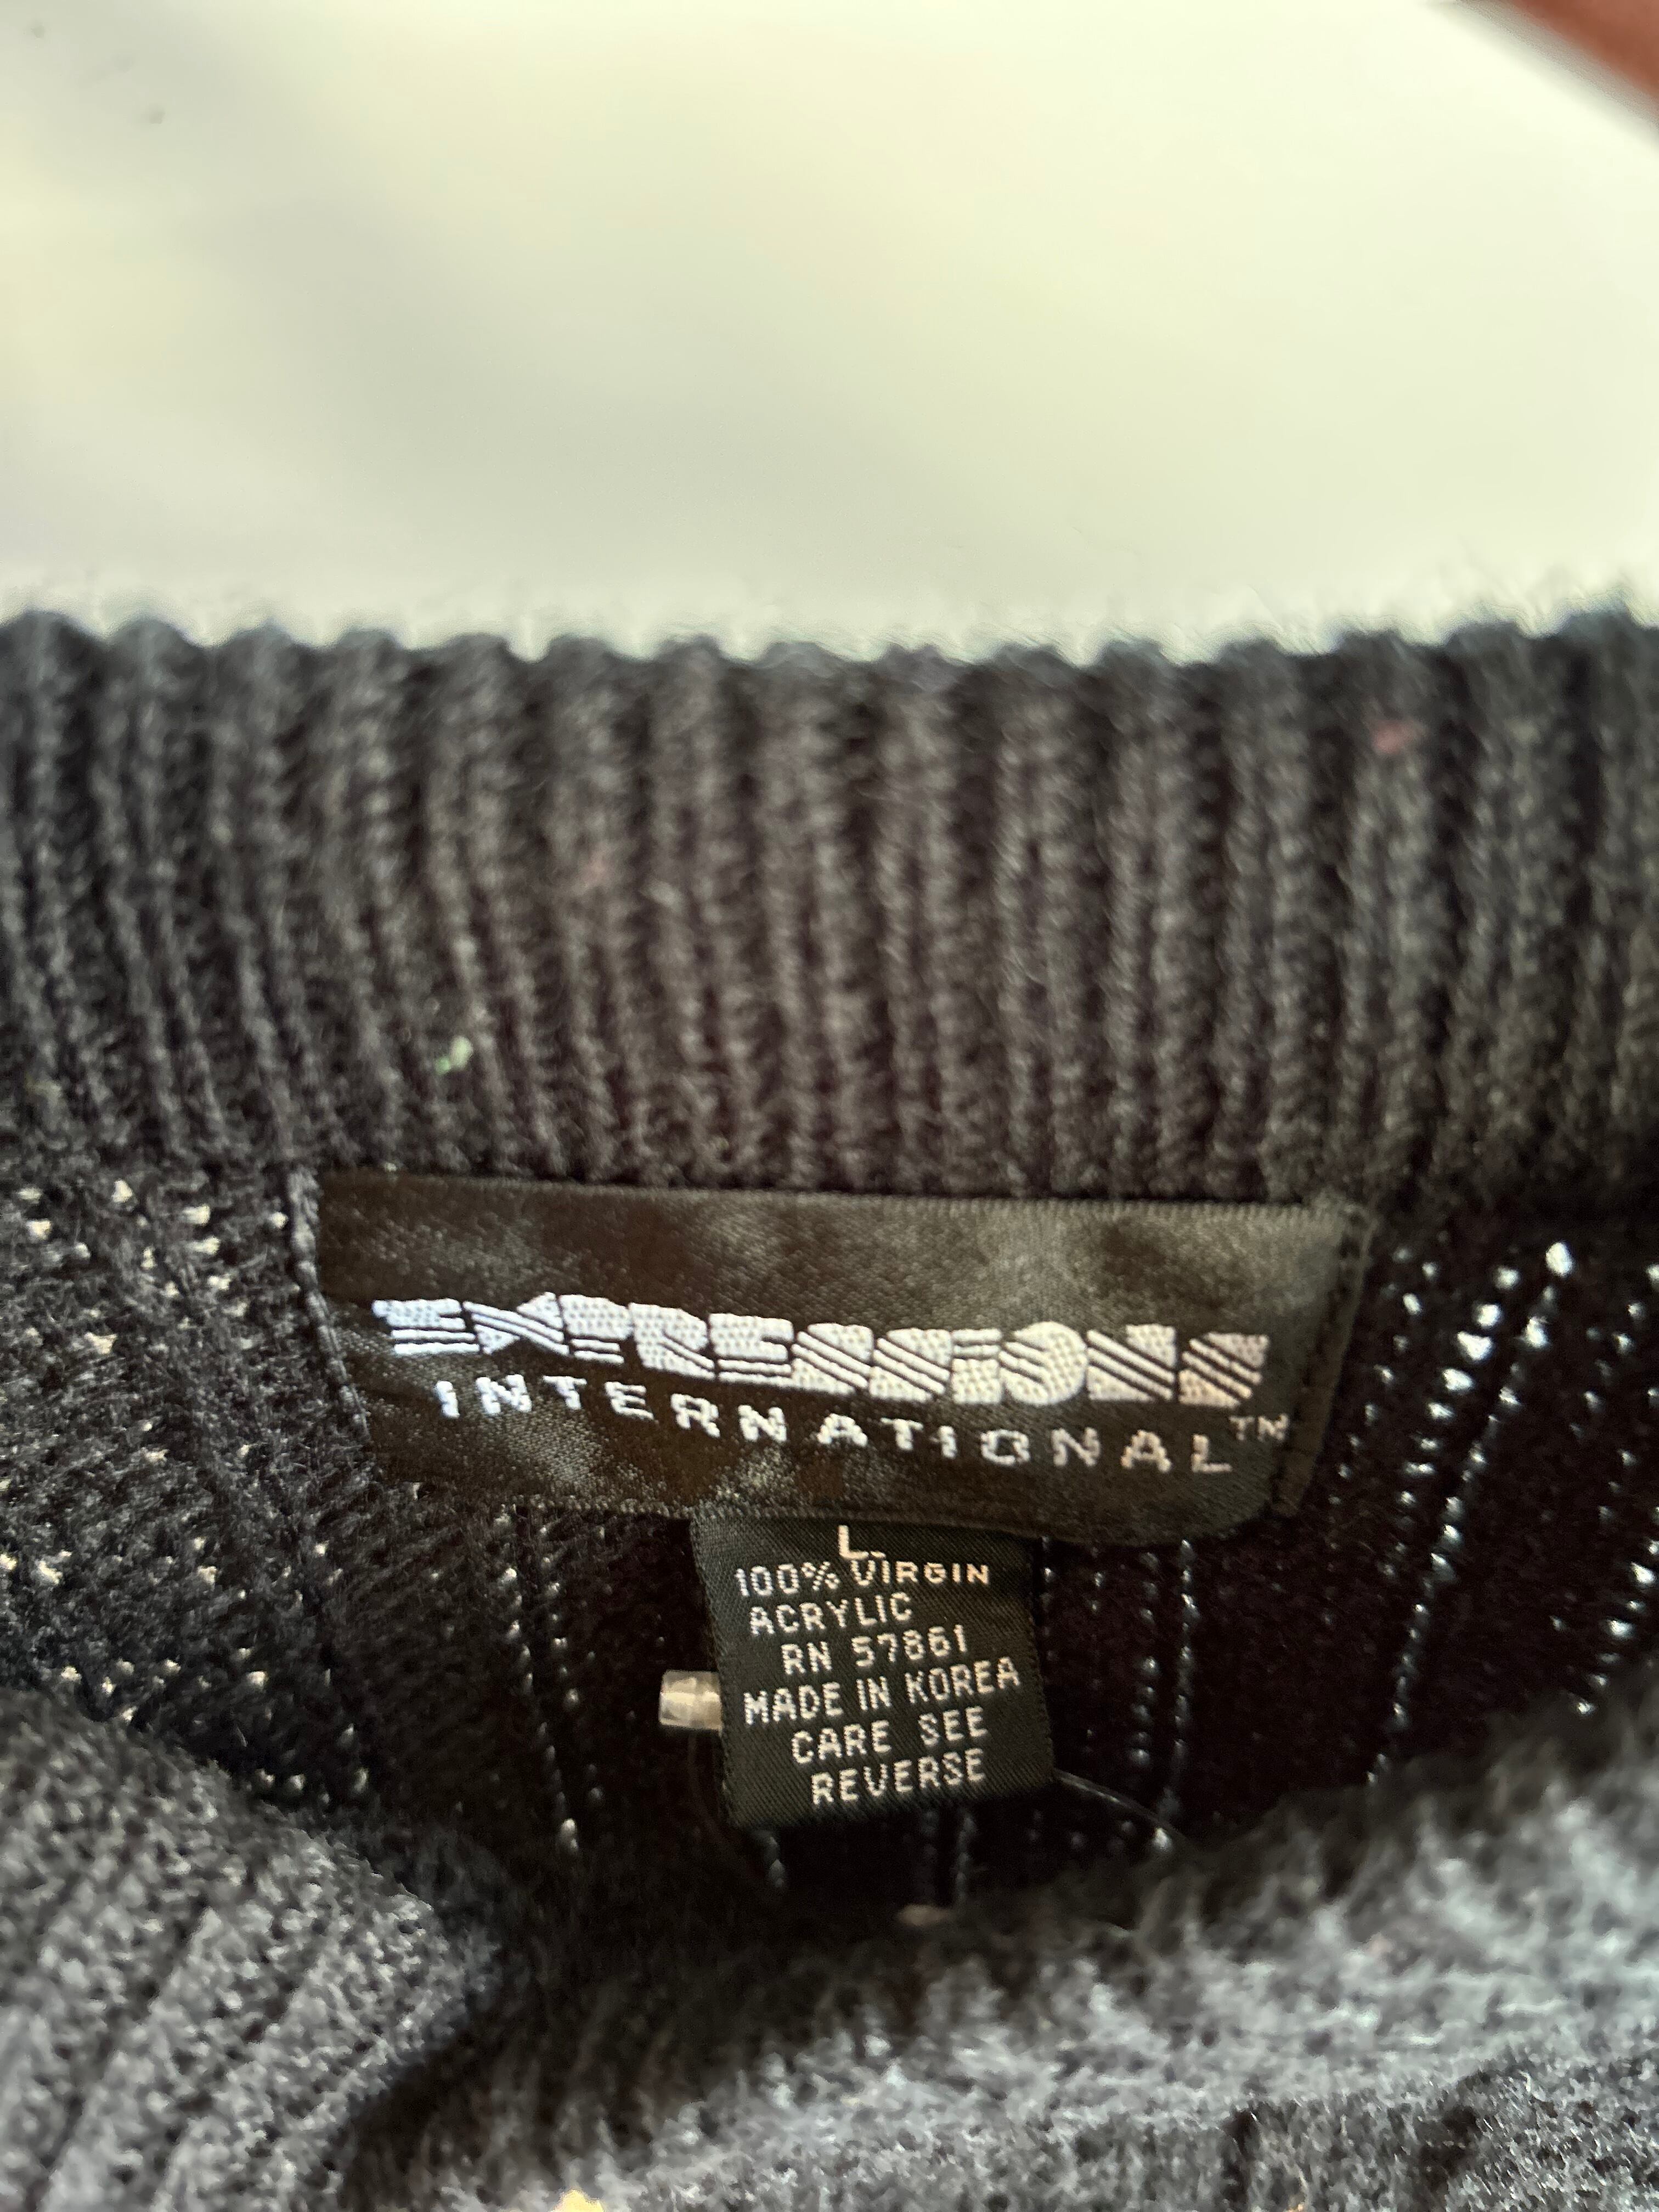 EXPRESSIONS
INTERNATIONAL™
L.
100% VIRGIN
ACRYLIC
RN 57861
MADE IN KOREA
CARE SEE
REVERSE